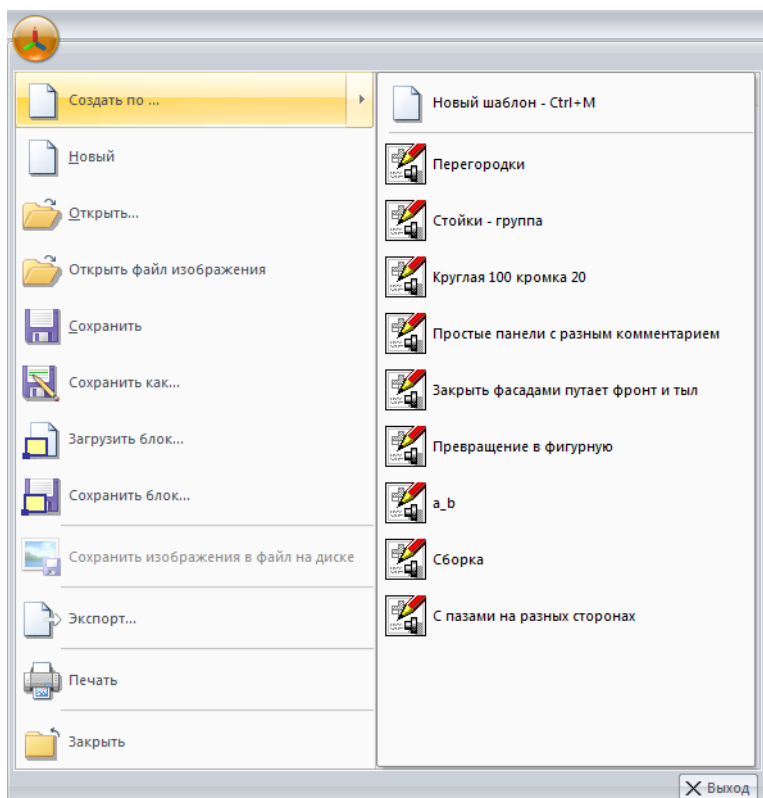 Создать по ...
Новый
Открыть...
Открыть файл изображения
Сохранить
Сохранить как...
Загрузить блок...
Сохранить блок...
Сохранить изображения в файл на диске
Экспорт...
Печать
Закрыть
Новый шаблон - Ctrl+M
Перегородки
Стойки - группа
Круглая 100 кромка 20
Простые панели с разным комментарием
Закрыть фасадами путает фронт и тыл
Превращение в фигурную
a_b
Сборка
С пазами на разных сторонах
Выход